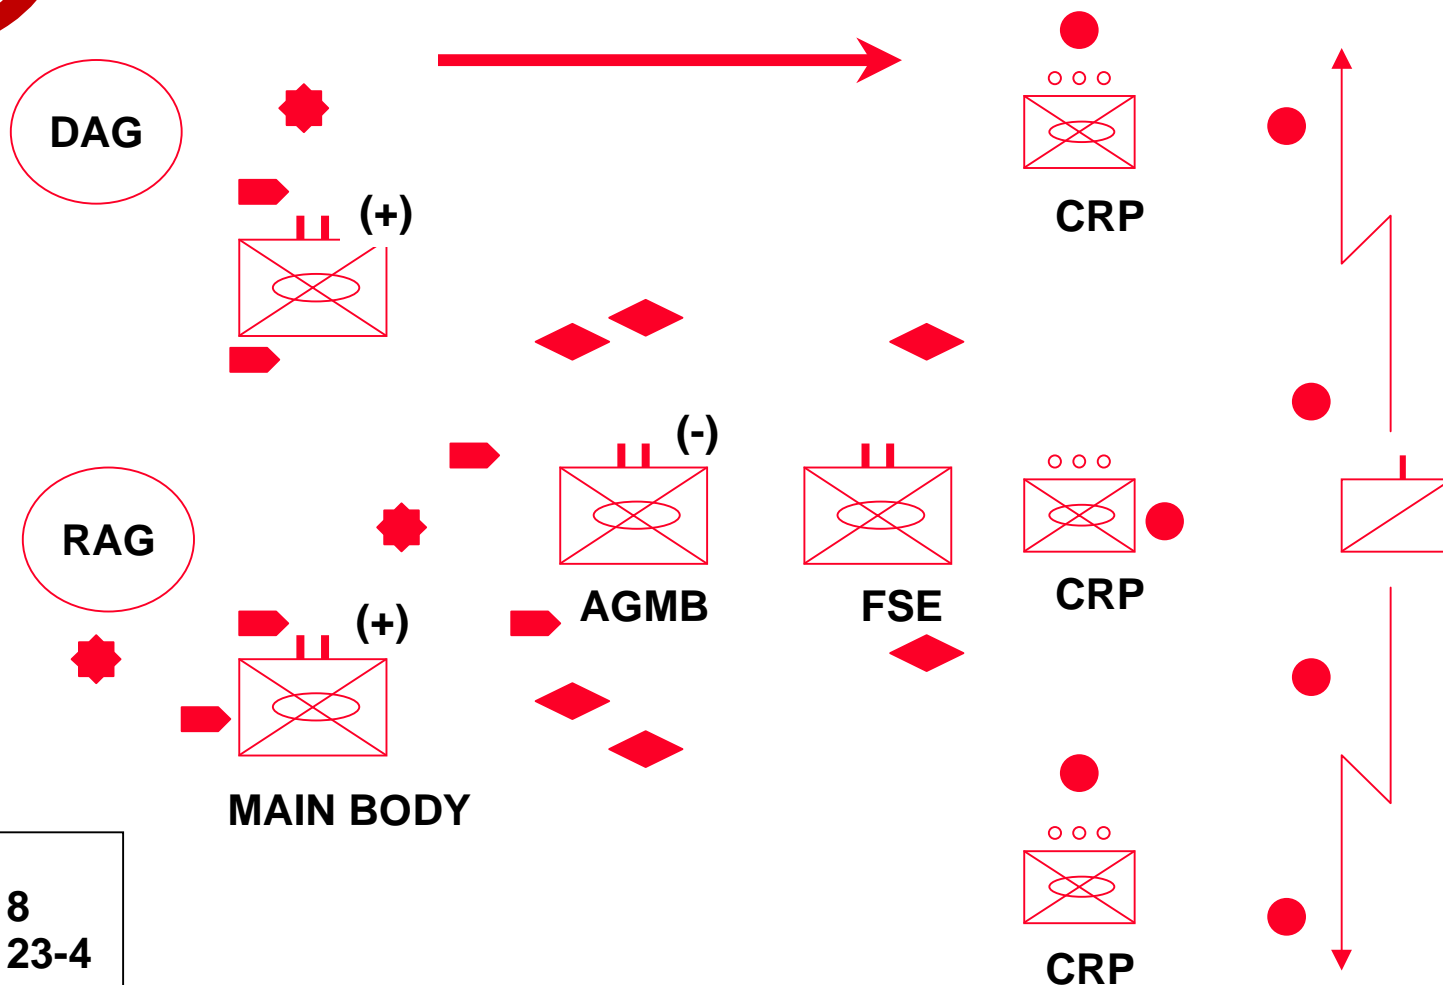 DAG
(+)
CRP
(-)
RAG
AGMB
FSE
CRP
(+)
MAIN BODY
8
23-4
CRP